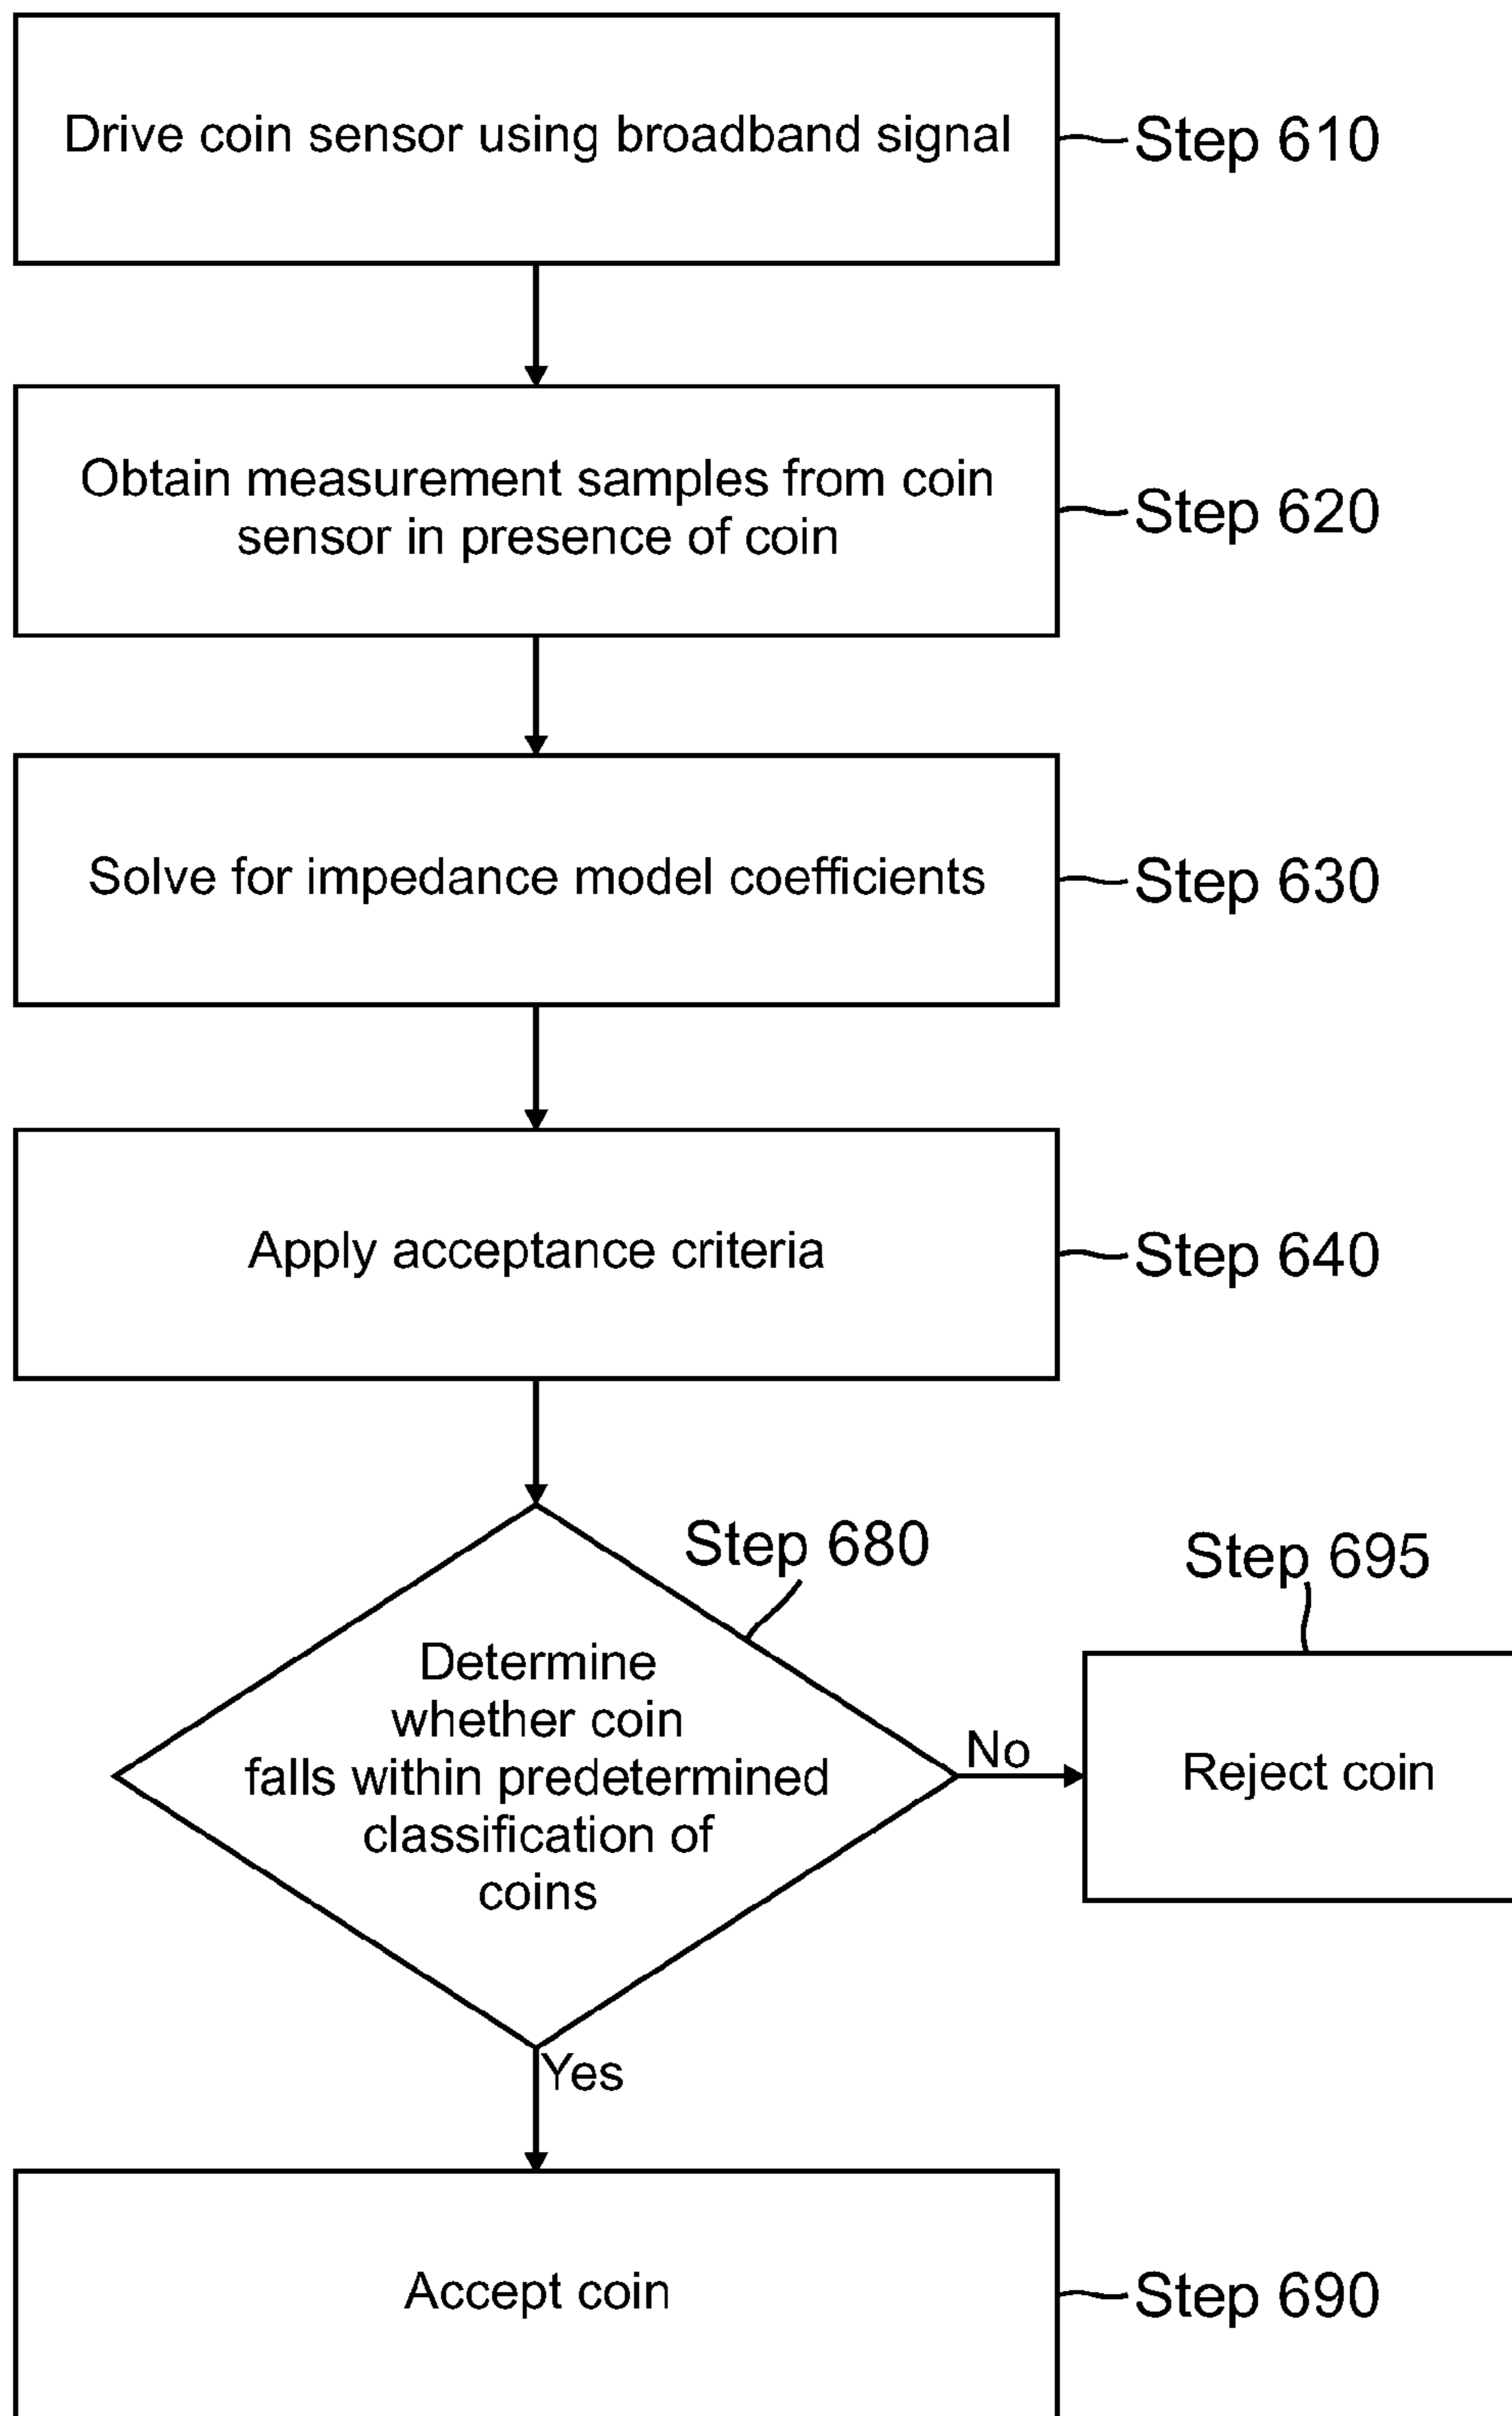 Drive coin sensor using broadband signal
Step 610
Obtain measurement samples from coin
sensor in presence of coin
Step 620
Solve for impedance model coefficients
Step 630
Apply acceptance criteria
Step 640
Step 680
Determine
whether coin
falls within predetermined
classification of
coins
No
Step 695
Reject coin
Yes
Accept coin
Step 690